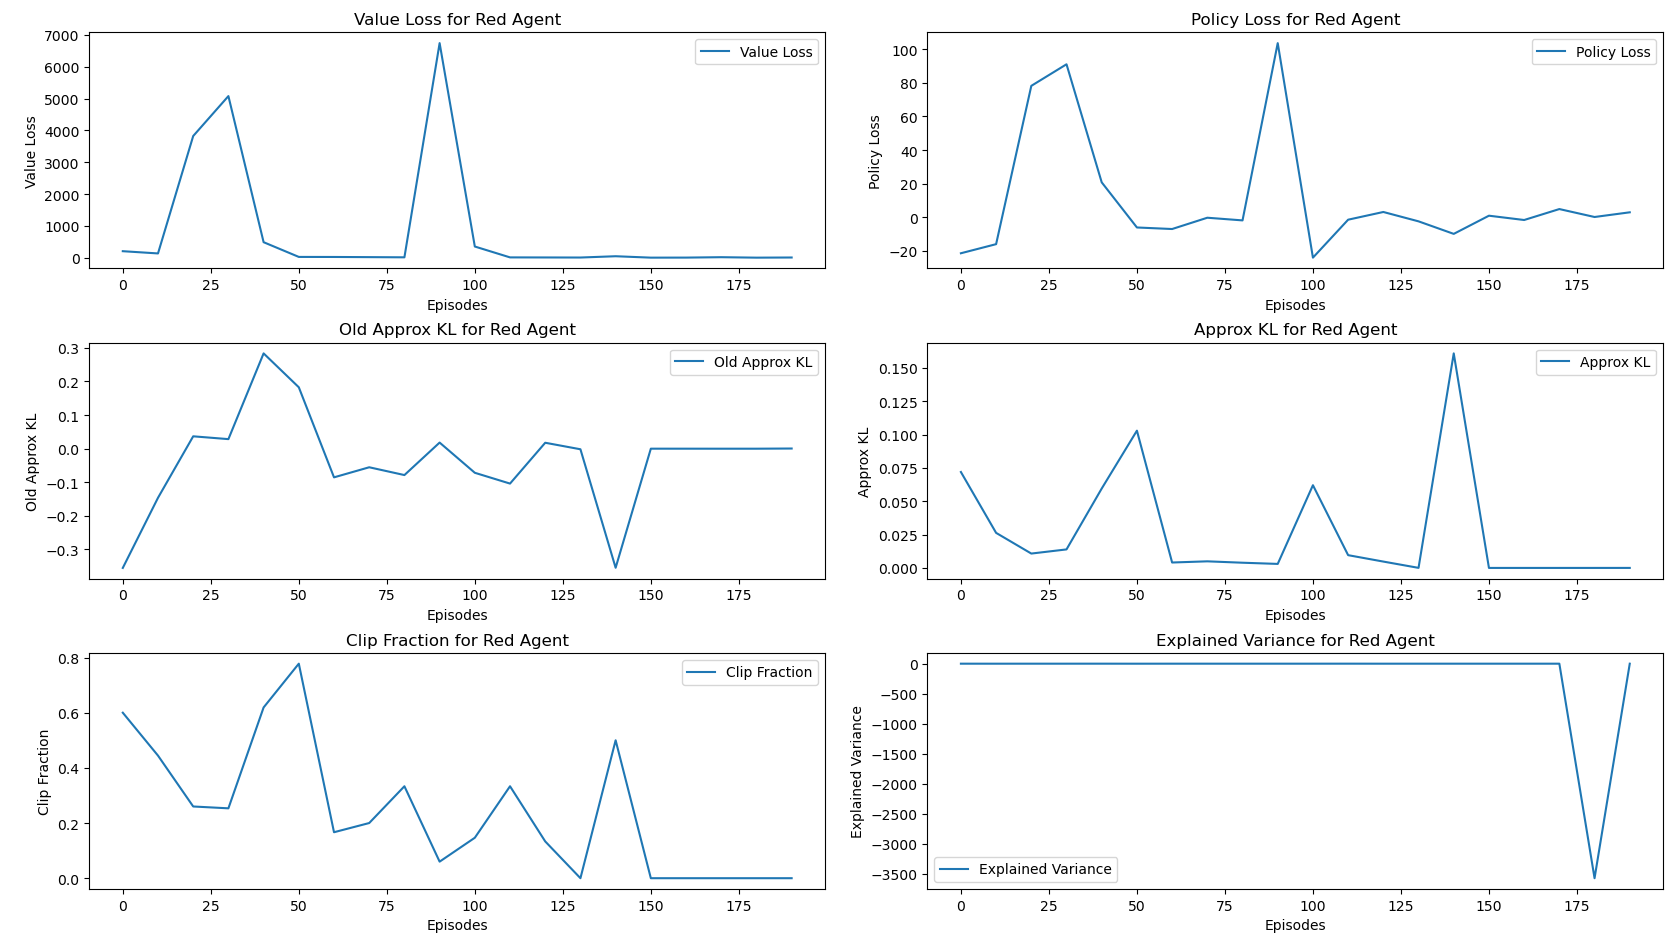 Value Loss for Red Agent
Value Loss
7000
6000
5000
4000
3000
2000
1000
0
Value Loss
0 25 50 75 100 125 150 175
Episodes
Policy Loss for Red Agent
Policy Loss
100
80
60
40
20
0
−20
Policy Loss
0 25 50 75 100 125 150 175
Episodes
Old Approx KL for Red Agent
Old Approx KL
0.3
0.2
0.1
0.0
−0.1
−0.2
−0.3
Old Approx KL
0 25 50 75 100 125 150 175
Episodes
Approx KL for Red Agent
Approx KL
0.150
0.125
0.100
0.075
0.050
0.025
0.000
Approx KL
0 25 50 75 100 125 150 175
Episodes
Clip Fraction for Red Agent
Clip Fraction
0.8
0.6
0.4
0.2
0.0
Clip Fraction
0 25 50 75 100 125 150 175
Episodes
Explained Variance for Red Agent
Explained Variance
0
−500
−1000
−1500
−2000
−2500
−3000
−3500
Explained Variance
0 25 50 75 100 125 150 175
Episodes